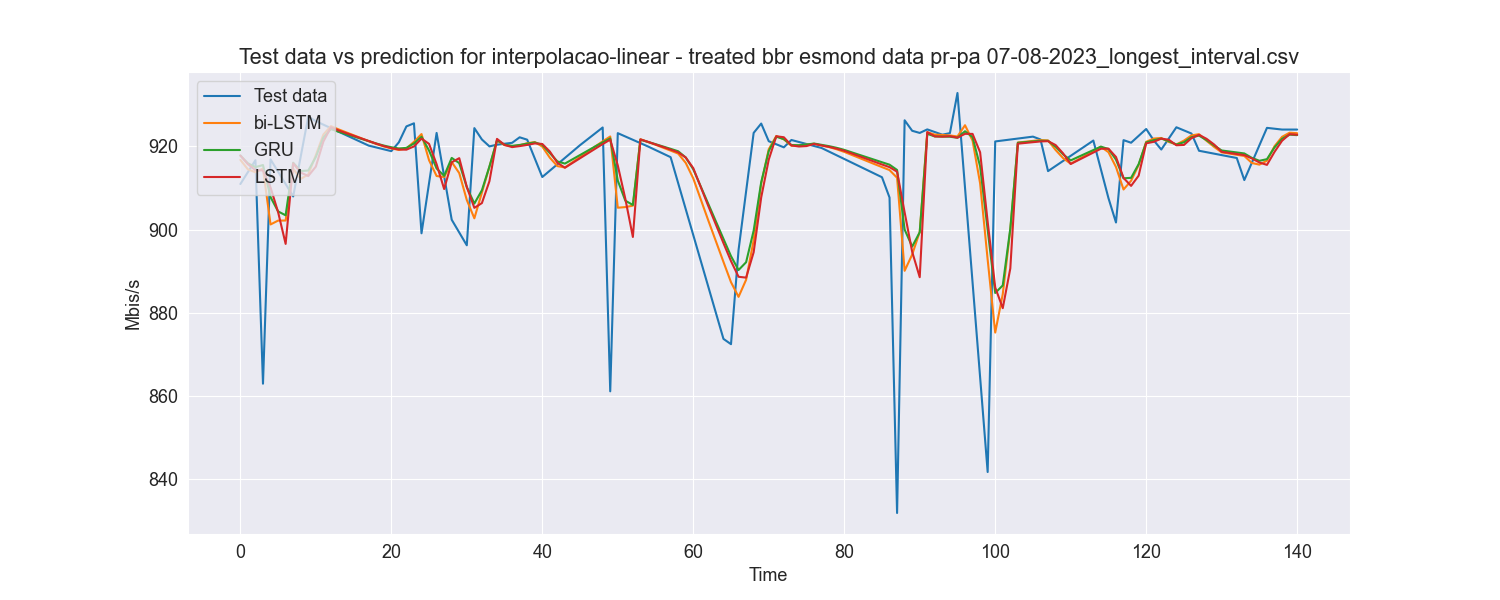 Test data vs prediction for interpolacao-linear - treated bbr esmond data pr-pa 07-08-2023_longest_interval.csv
Test data
bi-LSTM
GRU
LSTM
920
900
880
860
840
Mbis/s
0 20 40 60 80 100 120 140
Time